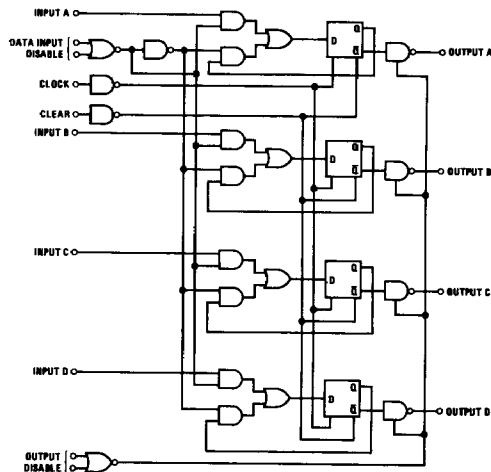 INPUT A
DATA INPUT
DISABLE
CLOCK
CLEAR
INPUT B
INPUT C
INPUT D
OUTPUT
DISABLE
D
Q
Q
OUTPUT A
D
Q
Q
OUTPUT B
D
Q
Q
OUTPUT C
D
Q
Q
OUTPUT D